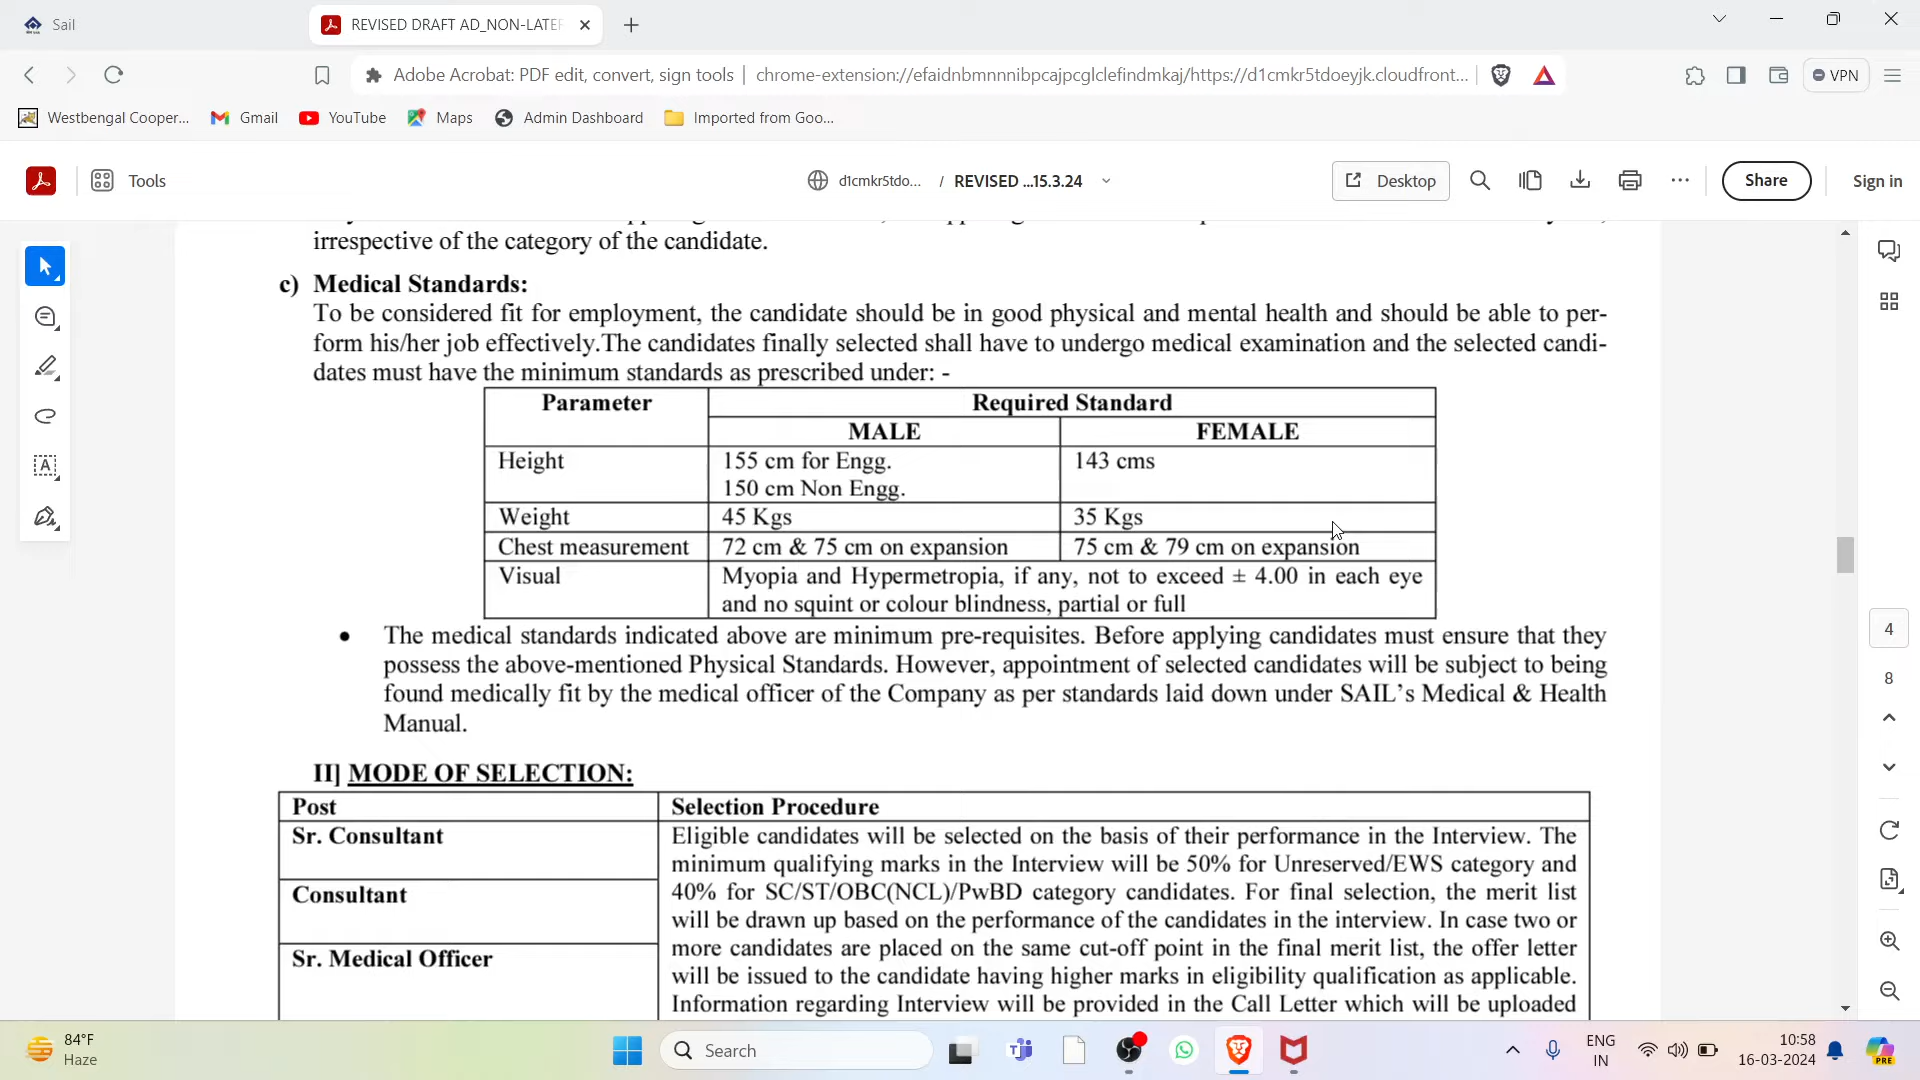 Sail
REVISED DRAFT AD_NON-LATE
Adobe Acrobat: PDF edit, convert, sign tools
chrome-extension://efaidnbmnnnibpcajpcglclefindmkaj/https://d1cmkr5tdoeyjk.cloudfront...
VPN
Westbengal Cooper...
Gmail
YouTube
Maps
Admin Dashboard
Imported from Goo...
Tools
d1cmkr5tdo...
/ REVISED ...15.3.24
Desktop
Share
Sign in
irrespective of the category of the candidate.
c) Medical Standards:
To be considered fit for employment, the candidate should be in good physical and mental health and should be able to per-
form his/her job effectively.The candidates finally selected shall have to undergo medical examination and the selected candi-
dates must have the minimum standards as prescribed under: -
Parameter
Required Standard
MALE
FEMALE
Height
155 cm for Engg.
150 cm Non Engg.
143 cms
Weight
45 Kgs
35 Kgs
Chest measurement
72 cm & 75 cm on expansion
75 cm & 79 cm on expansion
Visual
Myopia and Hypermetropia, if any, not to exceed ± 4.00 in each eye
and no squint or colour blindness, partial or full
• The medical standards indicated above are minimum pre-requisites. Before applying candidates must ensure that they
possess the above-mentioned Physical Standards. However, appointment of selected candidates will be subject to being
found medically fit by the medical officer of the Company as per standards laid down under SAIL’s Medical & Health
Manual.
II] MODE OF SELECTION:
Post
Selection Procedure
Sr. Consultant
Consultant
Sr. Medical Officer
Eligible candidates will be selected on the basis of their performance in the Interview. The
minimum qualifying marks in the Interview will be 50% for Unreserved/EWS category and
40% for SC/ST/OBC(NCL)/PwBD category candidates. For final selection, the merit list
will be drawn up based on the performance of the candidates in the interview. In case two or
more candidates are placed on the same cut-off point in the final merit list, the offer letter
will be issued to the candidate having higher marks in eligibility qualification as applicable.
Information regarding Interview will be provided in the Call Letter which will be uploaded
4
8
84°F
Haze
Search
ENG
IN
10:58
16-03-2024
PRE